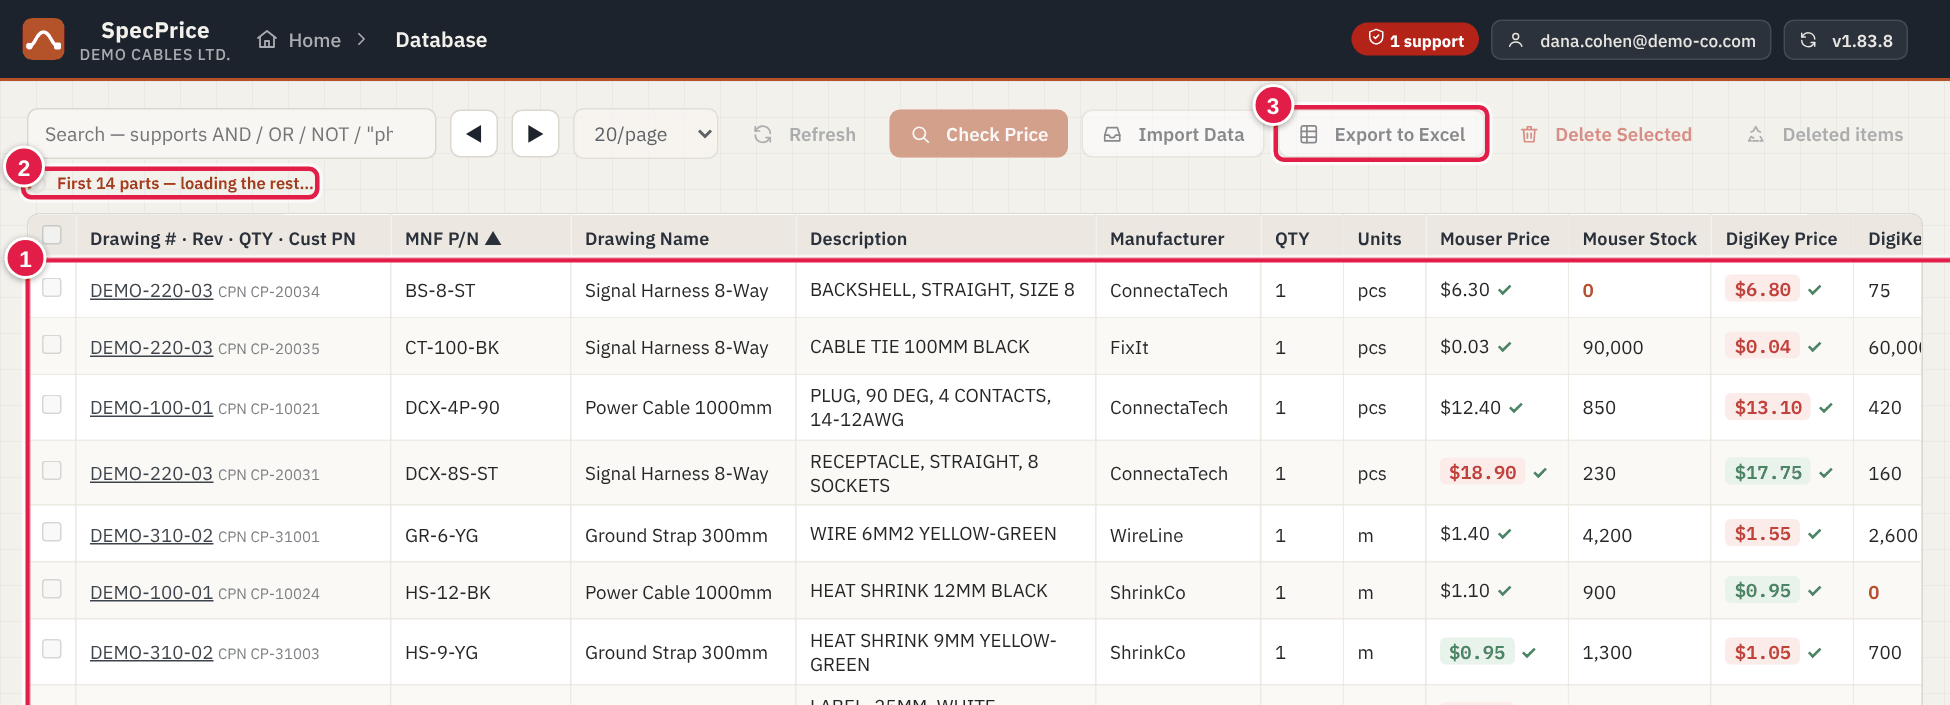 SpecPrice
DEMO CABLES LTD.
Home > Database
1 support
dana.cohen@demo-co.com
v1.83.8
Search — supports AND / OR / NOT / "ph
20/page
Refresh
Check Price
Import Data
3
Export to Excel
Delete Selected
Deleted items
2
First 14 parts — loading the rest...
1
Drawing # · Rev · QTY · Cust PN MNF P/N ▲ Drawing Name Description Manufacturer QTY Units Mouser Price Mouser Stock DigiKey Price DigiKe
DEMO-220-03 CPN CP-20034 BS-8-ST Signal Harness 8-Way BACKSHELL, STRAIGHT, SIZE 8 ConnectaTech 1 pcs $6.30 ✓ 0 $6.80 ✓ 75
DEMO-220-03 CPN CP-20035 CT-100-BK Signal Harness 8-Way CABLE TIE 100MM BLACK FixIt 1 pcs $0.03 ✓ 90,000 $0.04 ✓ 60,000
DEMO-100-01 CPN CP-10021 DCX-4P-90 Power Cable 1000mm PLUG, 90 DEG, 4 CONTACTS, 14-12AWG ConnectaTech 1 pcs $12.40 ✓ 850 $13.10 ✓ 420
DEMO-220-03 CPN CP-20031 DCX-8S-ST Signal Harness 8-Way RECEPTACLE, STRAIGHT, 8 SOCKETS ConnectaTech 1 pcs $18.90 ✓ 230 $17.75 ✓ 160
DEMO-310-02 CPN CP-31001 GR-6-YG Ground Strap 300mm WIRE 6MM2 YELLOW-GREEN WireLine 1 m $1.40 ✓ 4,200 $1.55 ✓ 2,600
DEMO-100-01 CPN CP-10024 HS-12-BK Power Cable 1000mm HEAT SHRINK 12MM BLACK ShrinkCo 1 m $1.10 ✓ 900 $0.95 ✓ 0
DEMO-310-02 CPN CP-31003 HS-9-YG Ground Strap 300mm HEAT SHRINK 9MM YELLOW-GREEN ShrinkCo 1 m $0.95 ✓ 1,300 $1.05 ✓ 700